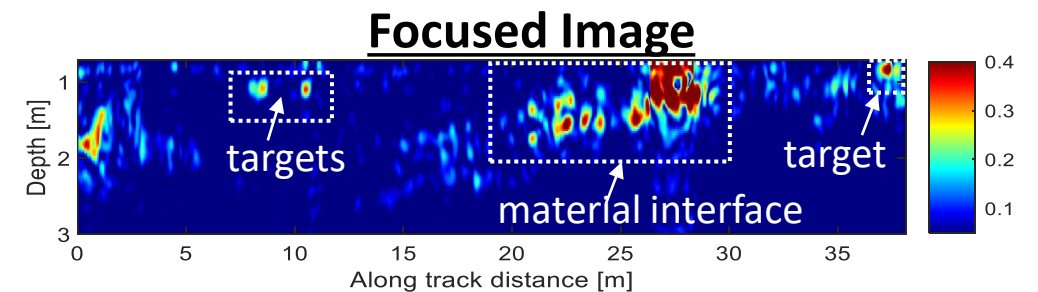 Focused Image
Depth [m]
1
2
3
targets
material interface
target
0 5 10 15 20 25 30 35
Along track distance [m]
0.4
0.3
0.2
0.1